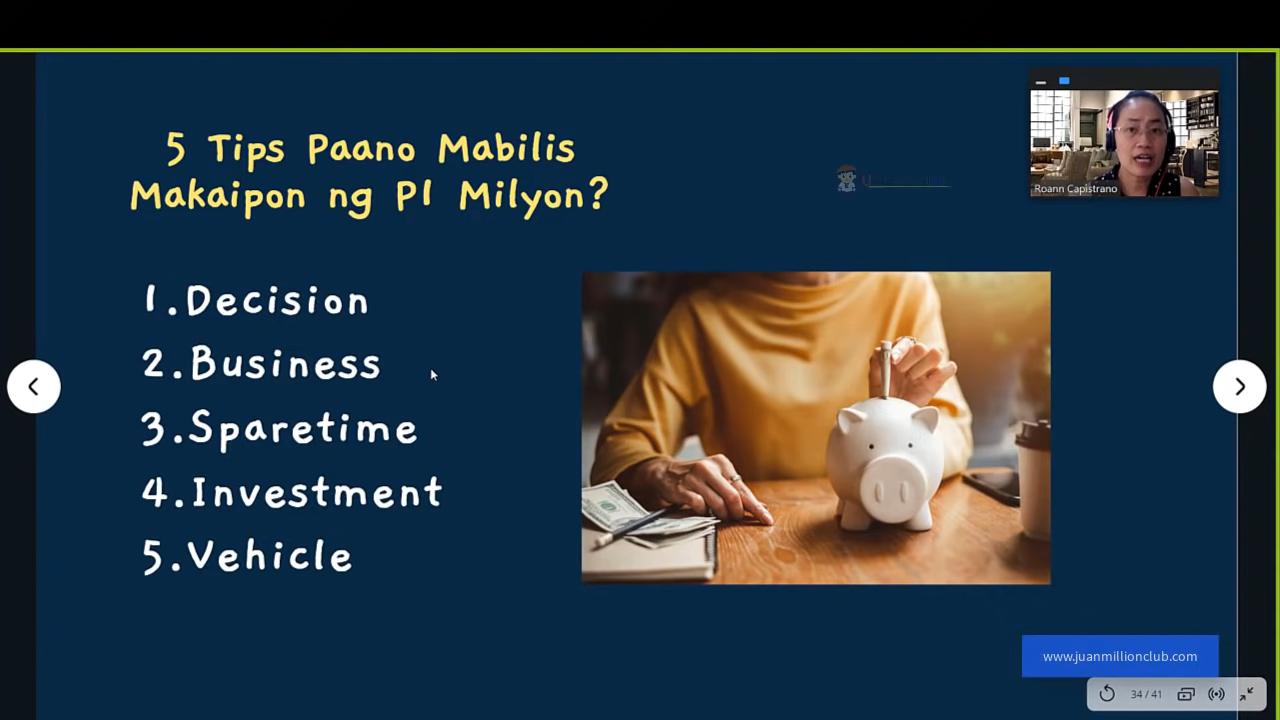 5 Tips Paano Mabilis
Makaipon ng P1 Milyon?
Roann Capistrano
1.Decision
2.Business
3.Sparetime
4.Investment
5.Vehicle
www.juanmillionclub.com
34 / 41